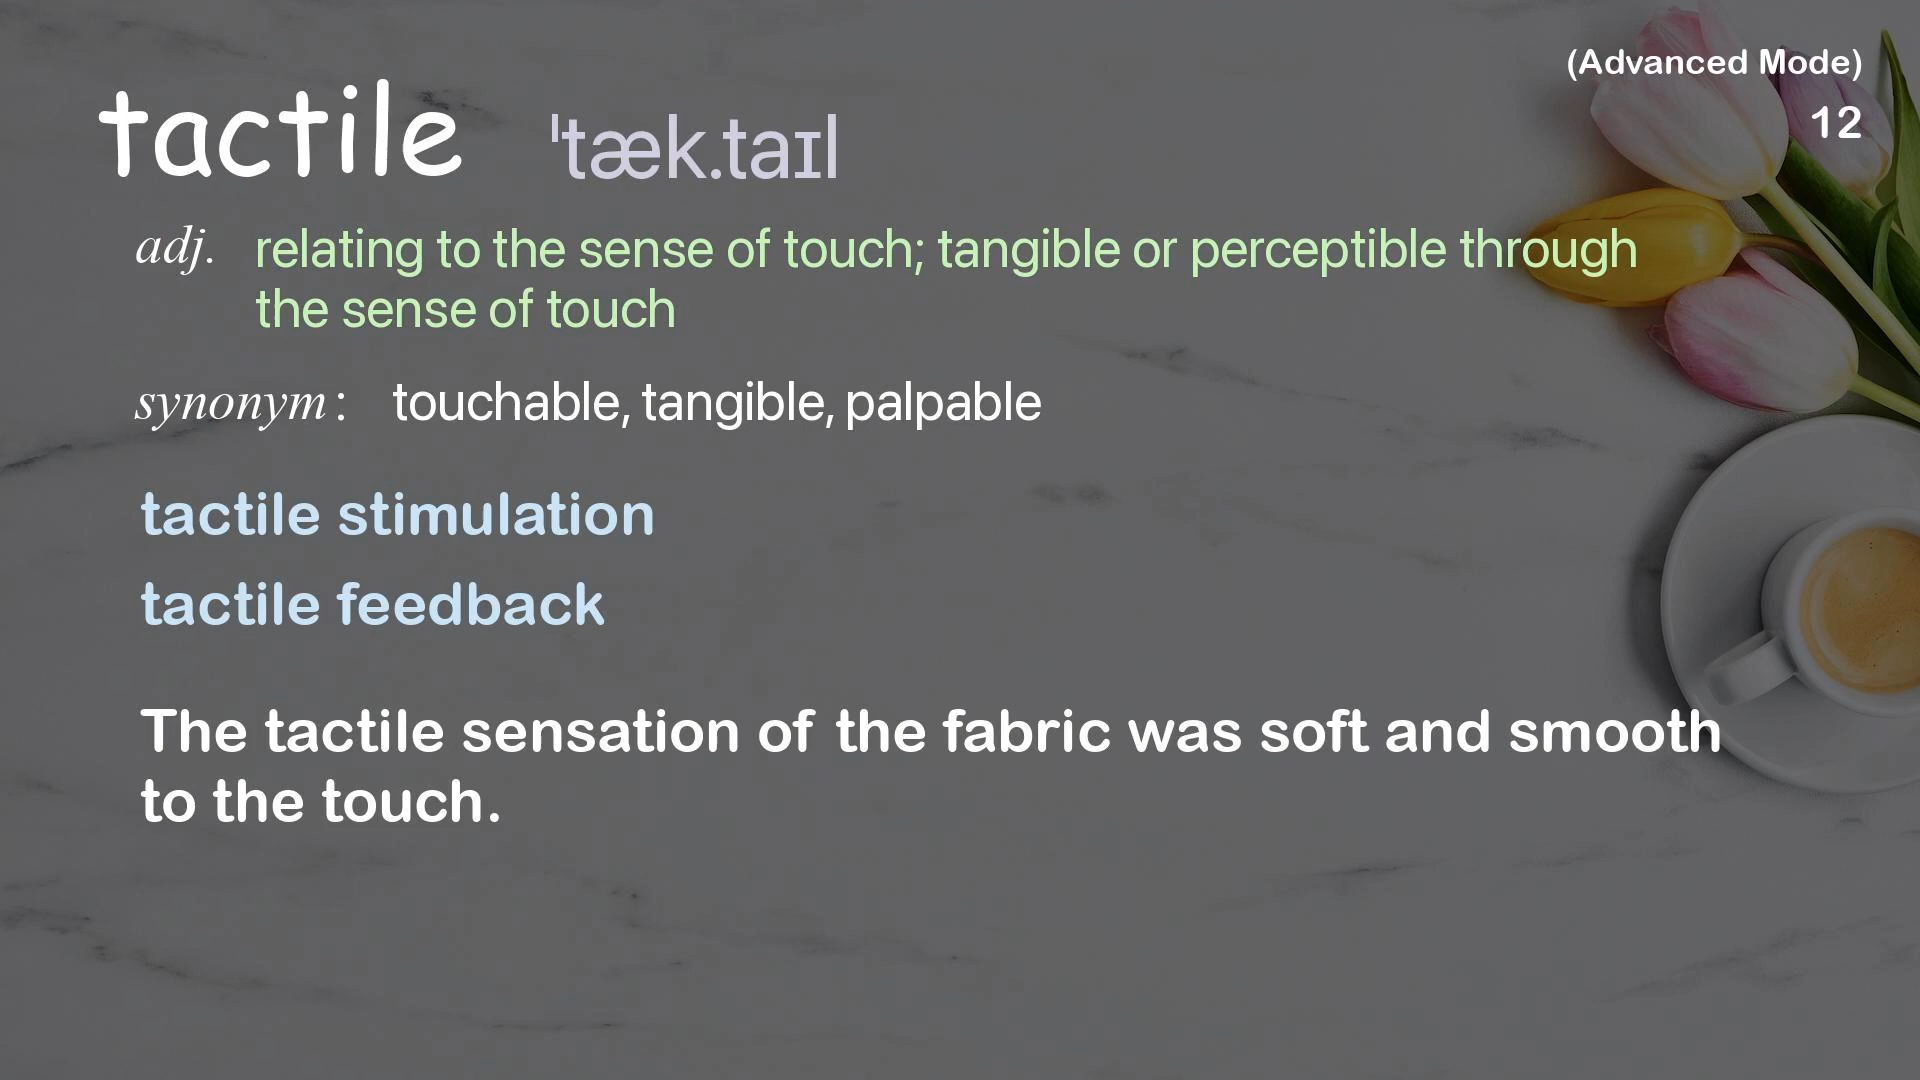 (Advanced Mode)
12
tactile ˈtæk.taɪl
adj. relating to the sense of touch; tangible or perceptible through
the sense of touch
synonym: touchable, tangible, palpable
tactile stimulation
tactile feedback
The tactile sensation of the fabric was soft and smooth
to the touch.